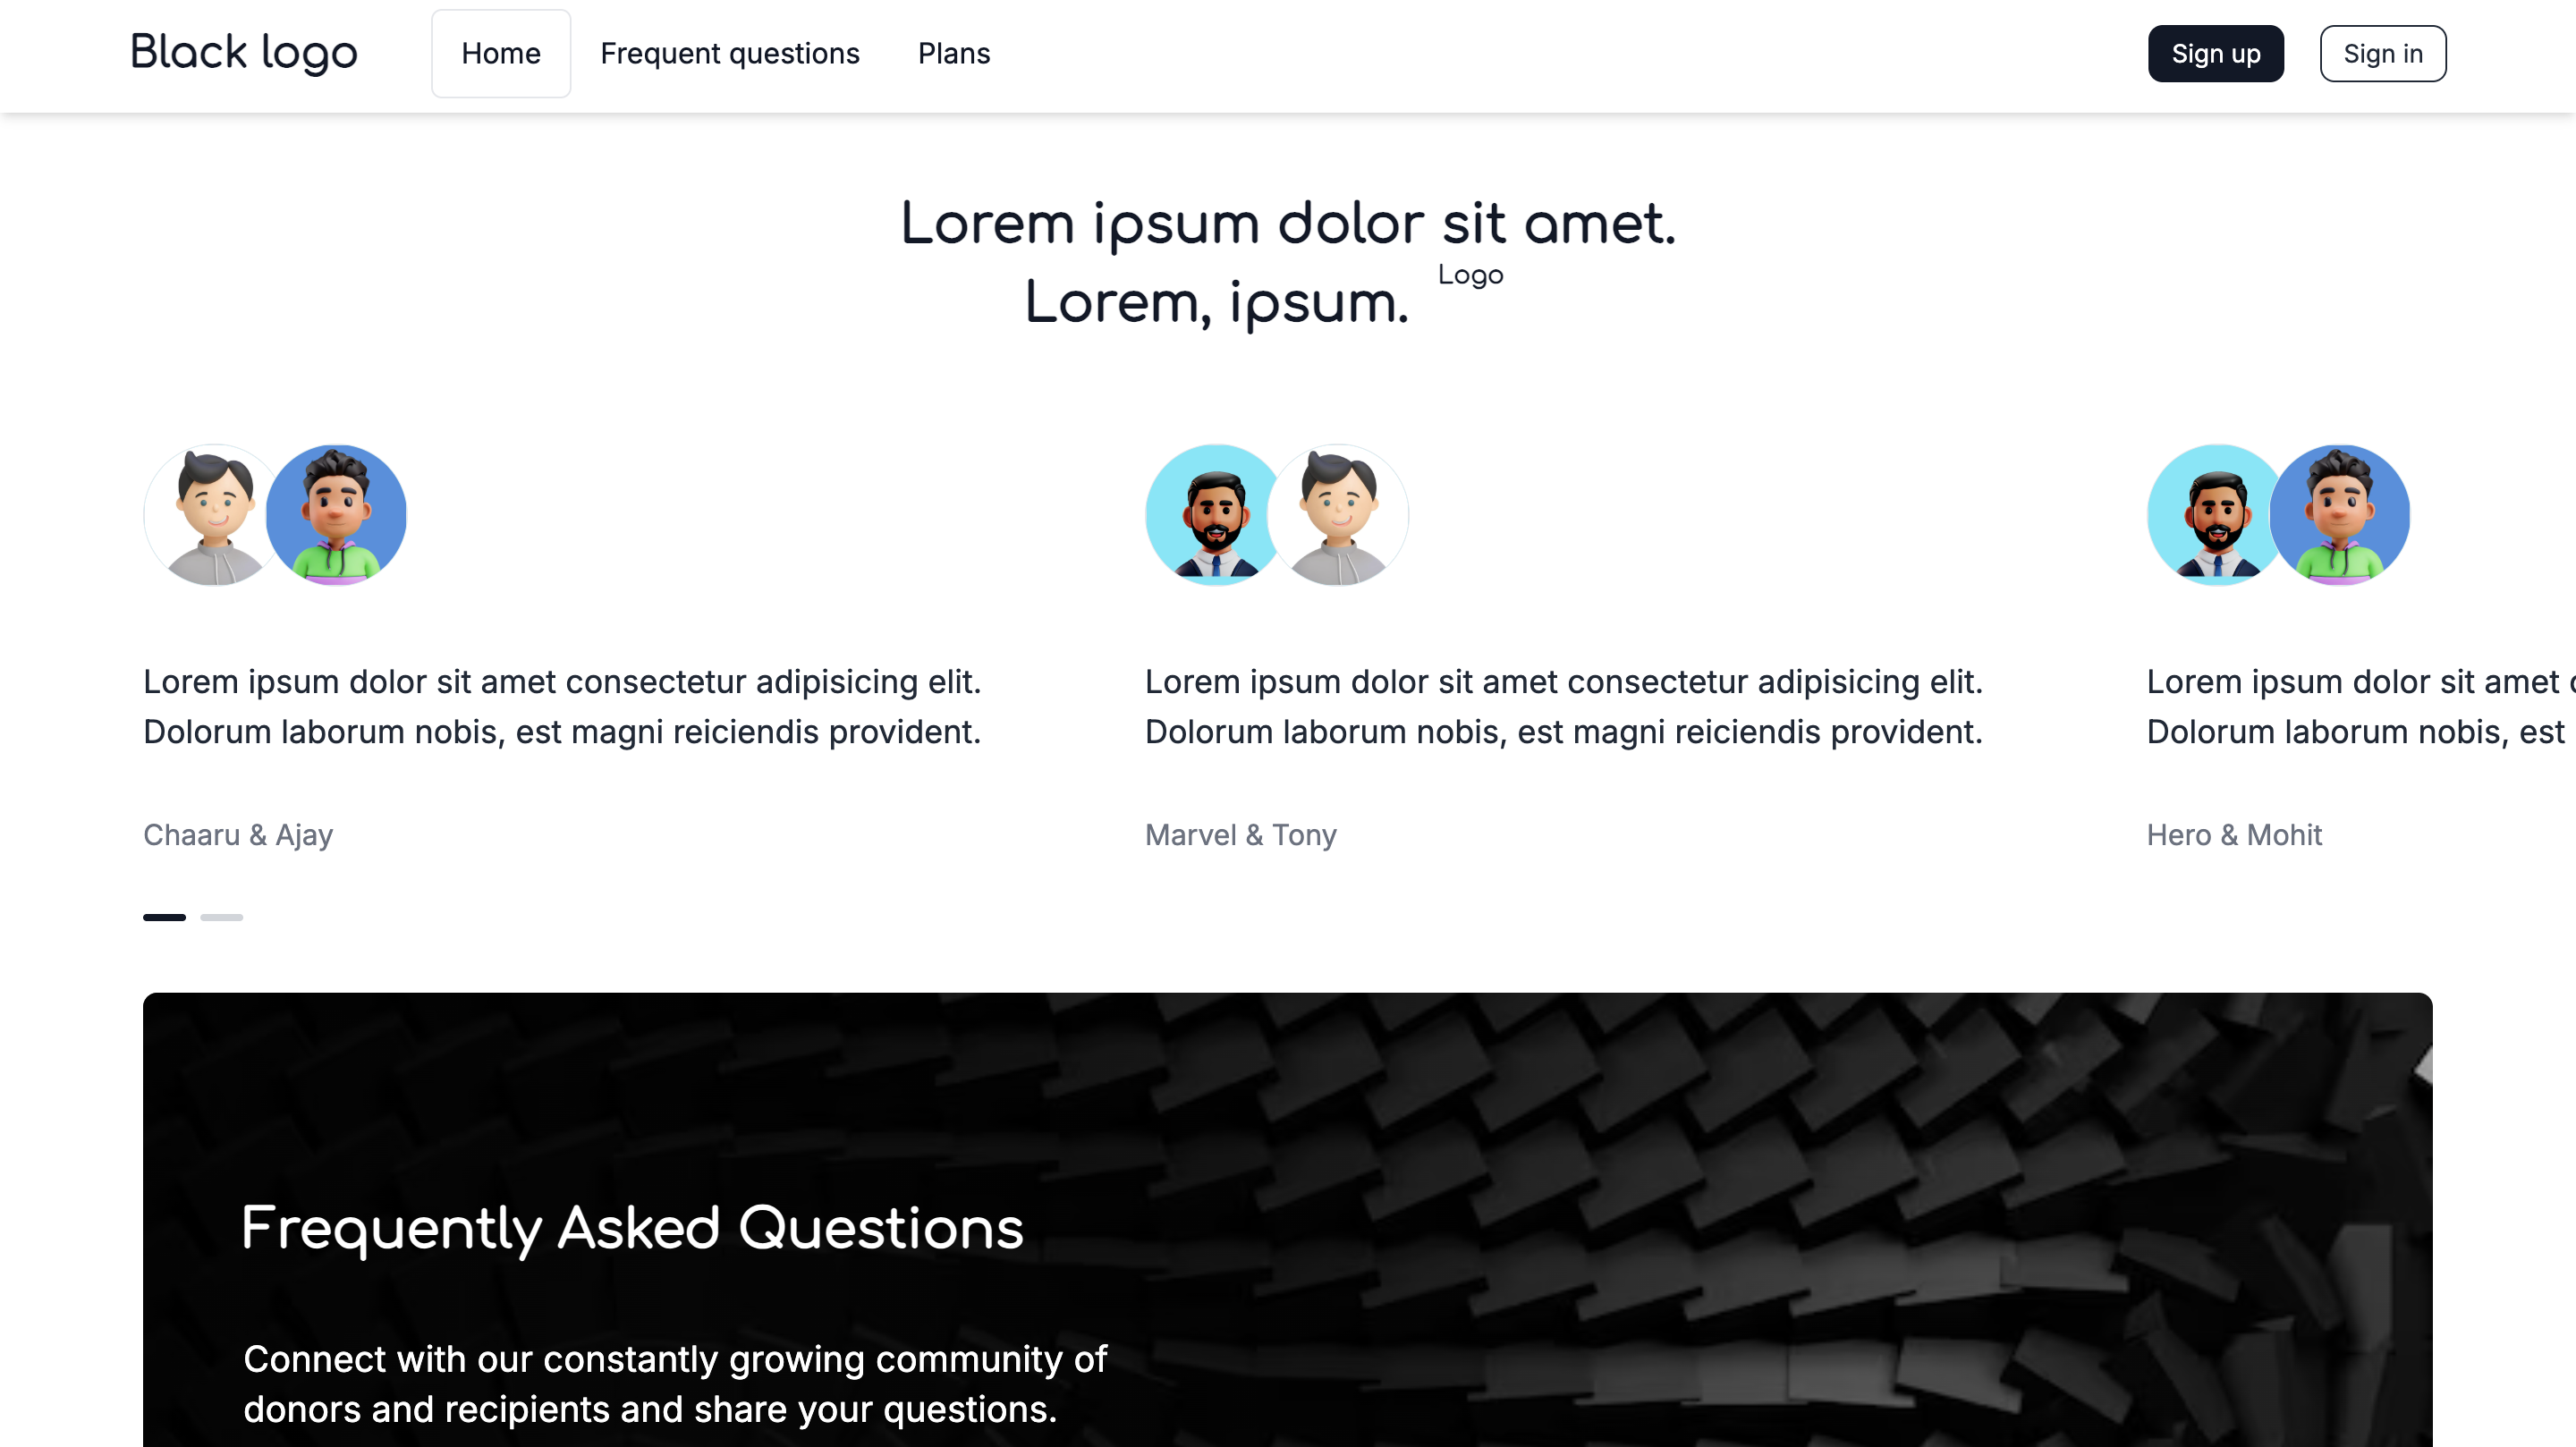 Black logo
Home
Frequent questions
Plans
Sign up
Sign in
Lorem ipsum dolor sit amet.
Lorem, ipsum.
Logo
Lorem ipsum dolor sit amet consectetur adipisicing elit.
Dolorum laborum nobis, est magni reiciendis provident.
Chaaru & Ajay
Lorem ipsum dolor sit amet consectetur adipisicing elit.
Dolorum laborum nobis, est magni reiciendis provident.
Marvel & Tony
Lorem ipsum dolor sit amet
Dolorum laborum nobis, est
Hero & Mohit
Frequently Asked Questions
Connect with our constantly growing community of
donors and recipients and share your questions.